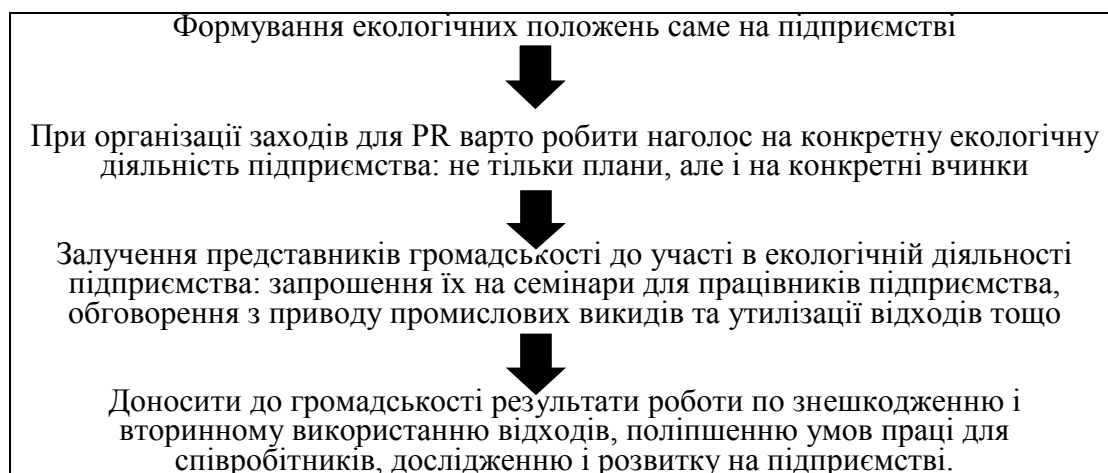 Формування екологічних положень саме на підприємстві
При організації заходів для PR варто робити наголос на конкретну екологічну
діяльність підприємства: не тільки плани, але і на конкретні вчинки
Залучення представників громадськості до участі в екологічній діяльності
підприємства: запрошення їх на семінари для працівників підприємства,
обговорення з приводу промислових викидів та утилізації відходів тощо
Доносити до громадськості результати роботи по знешкодженню і
вторинному використанню відходів, поліпшенню умов праці для
співробітників, дослідженню і розвитку на підприємстві.